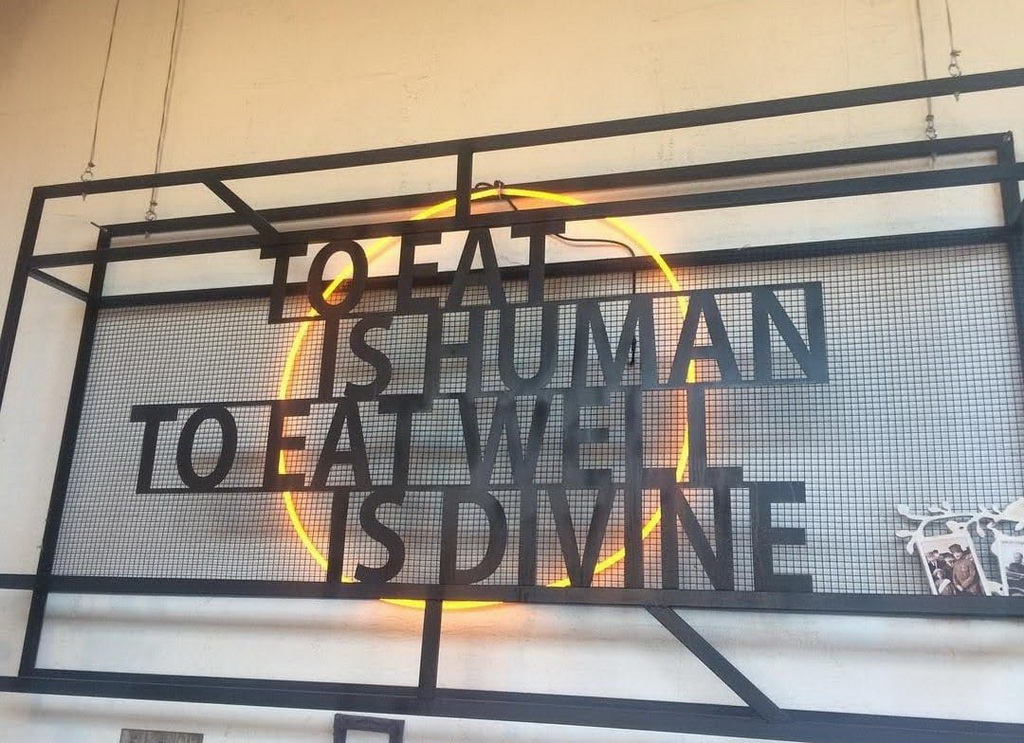 TO EAT
IS HUMAN
TO EAT WELL
IS DIVINE